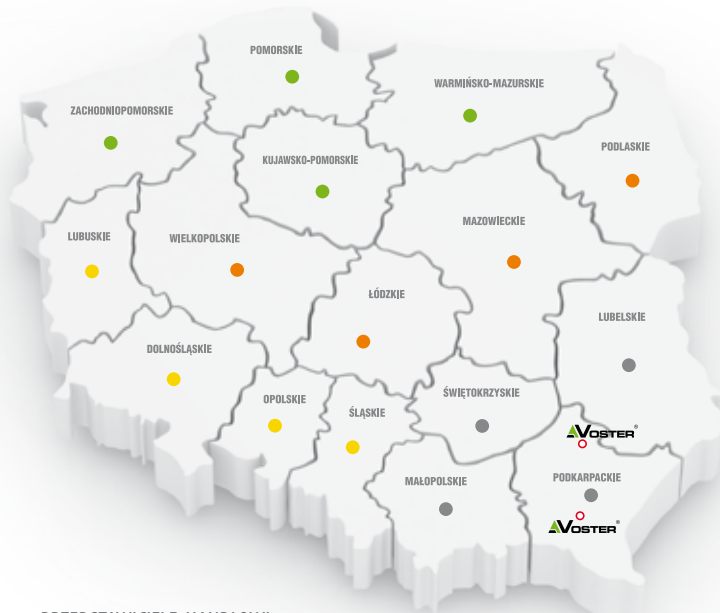 POMORSKIE
WARMIŃSKO-MAZURSKIE
ZACHODNIOPOMORSKIE
PODLASKIE
KUJAWSKO-POMORSKIE
MAZOWIECKIE
LUBUSKIE
WIELKOPOLSKIE
ŁÓDZKIE
LUBELSKIE
DOLNOŚLĄSKIE
ŚWIĘTOKRZYSKIE
OPOLSKIE
ŚLĄSKIE
VOSTER®
MAŁOPOLSKIE
PODKARPACKIE
VOSTER®